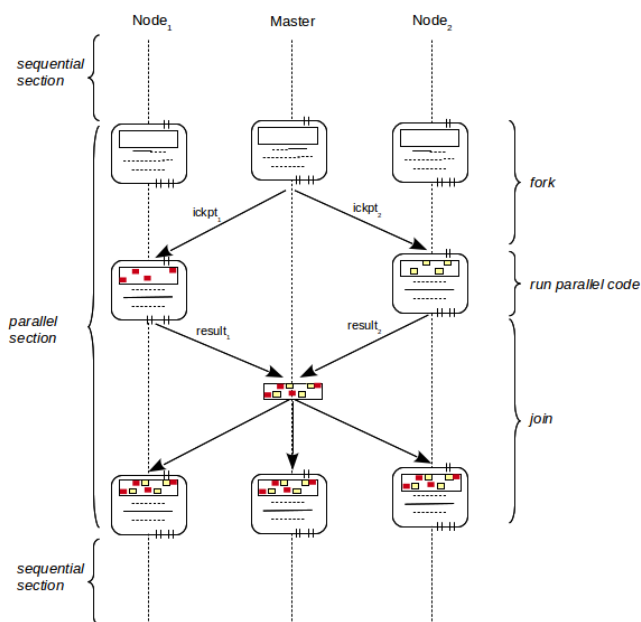 Node₁
Master
Node₂
sequential
section
fork
ickpt₁
ickpt₂
run parallel code
parallel
section
result₁
result₂
join
sequential
section